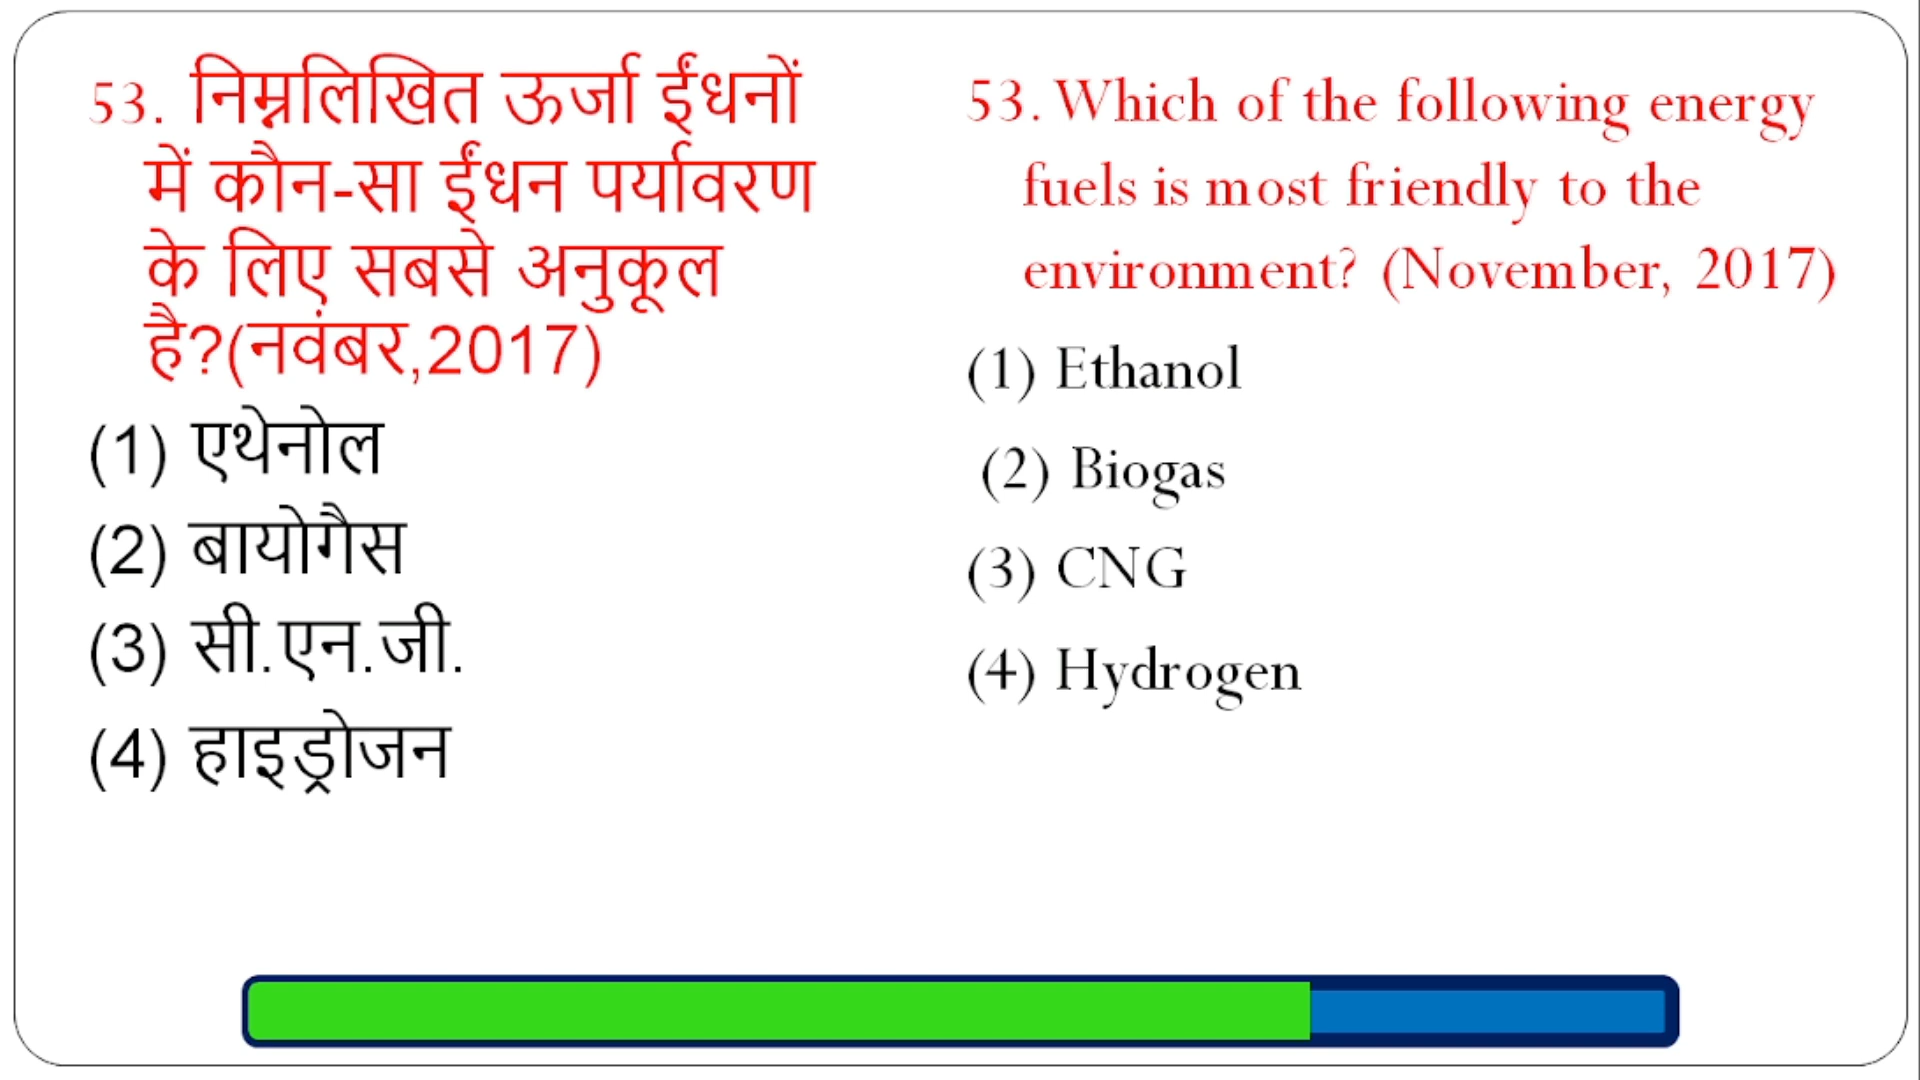 53. निम्नलिखित ऊर्जा ईंधनों
में कौन-सा ईंधन पर्यावरण
के लिए सबसे अनुकूल
है?(नवंबर,2017)
(1) एथेनोल
(2) बायोगैस
(3) सी.एन.जी.
(4) हाइड्रोजन
53. Which of the following energy
fuels is most friendly to the
environment? (November, 2017)
(1) Ethanol
(2) Biogas
(3) CNG
(4) Hydrogen